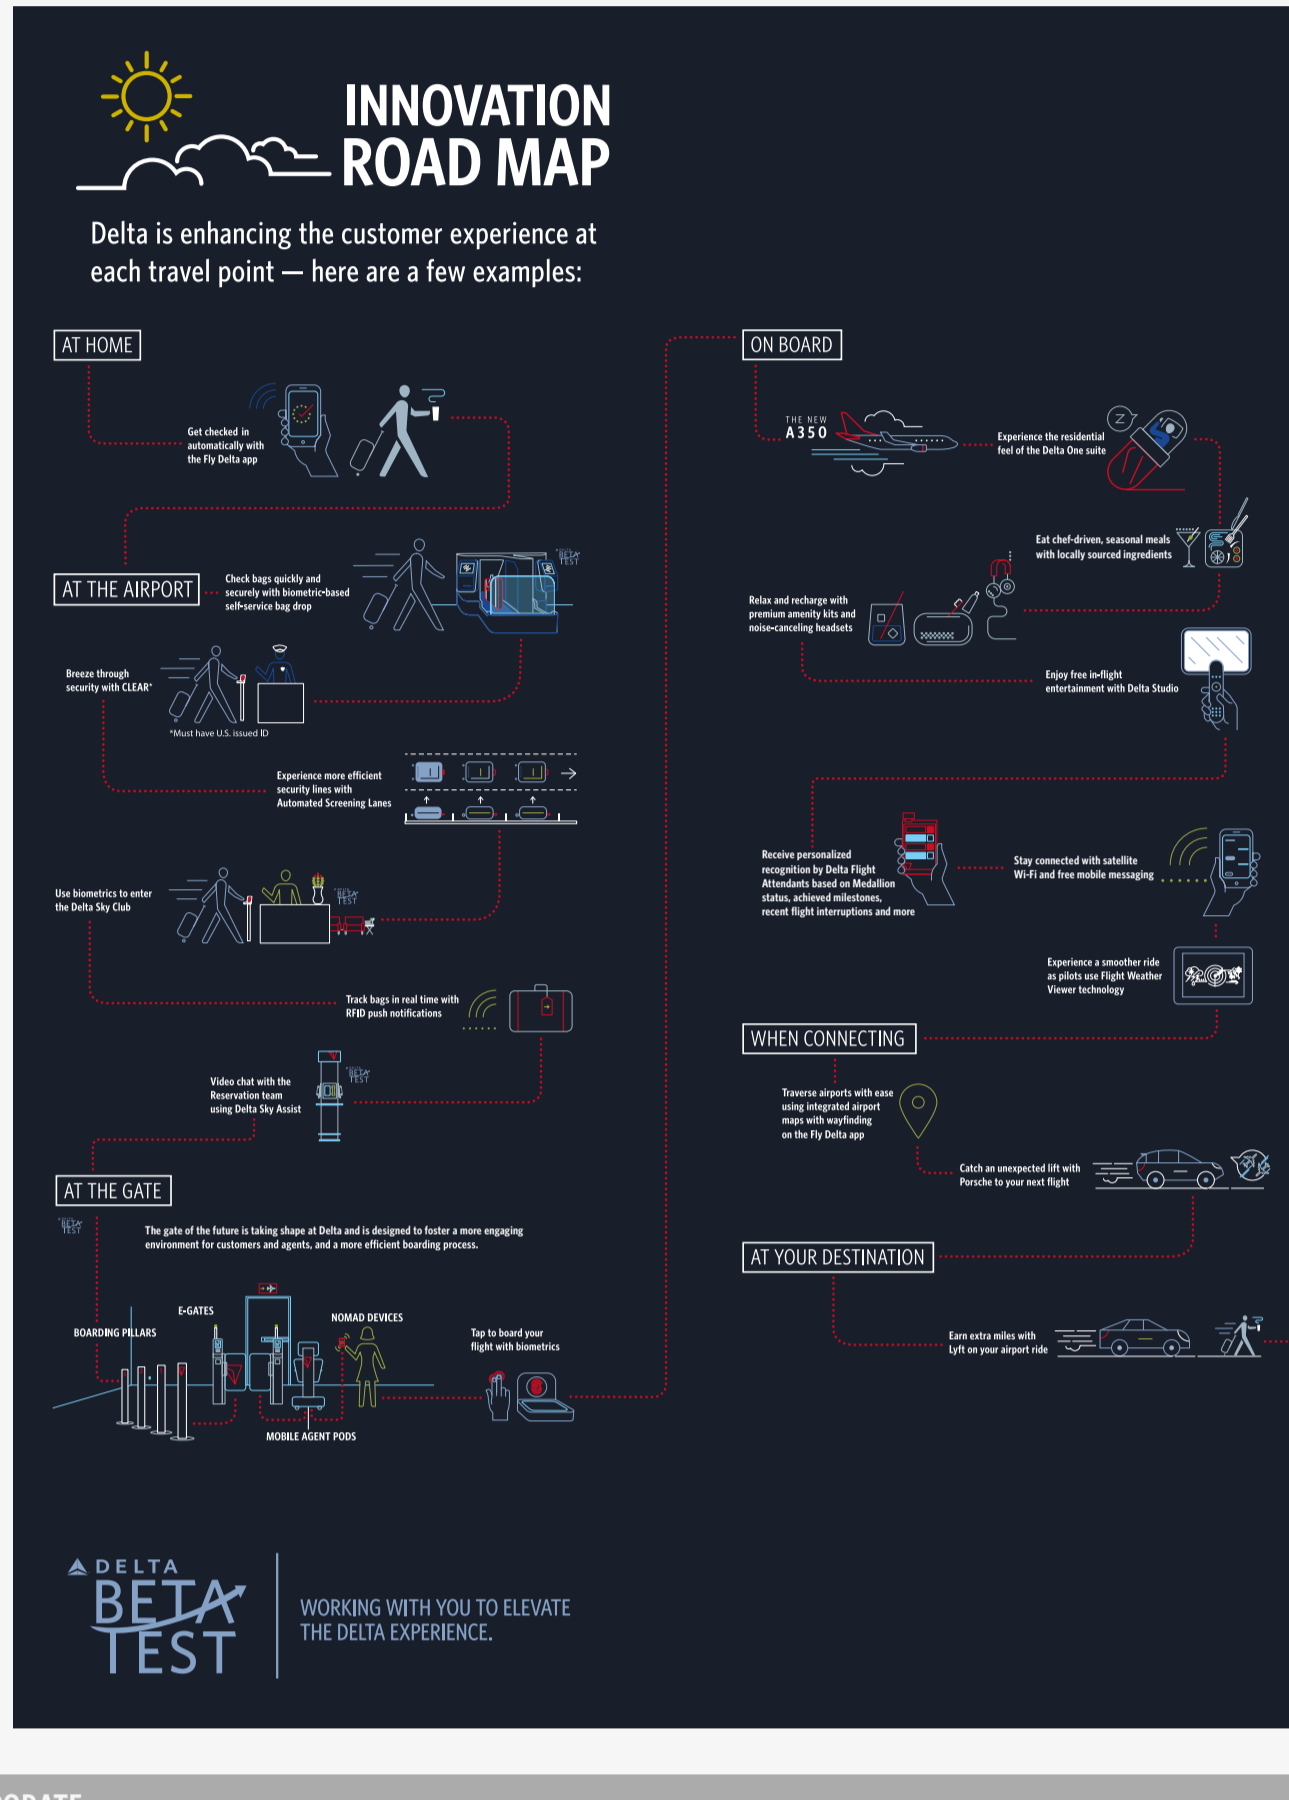 INNOVATION
ROAD MAP
Delta is enhancing the customer experience at
each travel point — here are a few examples:
AT HOME
Get checked in
automatically with
the Fly Delta app
AT THE AIRPORT
Check bags quickly and
securely with biometric-based
self-service bag drop
BETA
TEST
Breeze through
security with CLEAR*
*Must have U.S. issued ID
Experience more efficient
security lines with
Automated Screening Lanes
Use biometrics to enter
the Delta Sky Club
BETA
TEST
Track bags in real time with
RFID push notifications
Video chat with the
Reservation team
using Delta Sky Assist
BETA
TEST
AT THE GATE
BETA
TEST
The gate of the future is taking shape at Delta and is designed to foster a more engaging
environment for customers and agents, and a more efficient boarding process.
BOARDING PILLARS
E-GATES
NOMAD DEVICES
MOBILE AGENT PODS
Tap to board your
flight with biometrics
ON BOARD
THE NEW
A350
Experience the residential
feel of the Delta One suite
Z
Eat chef-driven, seasonal meals
with locally sourced ingredients
Relax and recharge with
premium amenity kits and
noise-canceling headsets
Enjoy free in-flight
entertainment with Delta Studio
Receive personalized
recognition by Delta Flight
Attendants based on Medallion
status, achieved milestones,
recent flight interruptions and more
Stay connected with satellite
Wi-Fi and free mobile messaging
Experience a smoother ride
as pilots use Flight Weather
Viewer technology
WHEN CONNECTING
Traverse airports with ease
using integrated airport
maps with wayfinding
on the Fly Delta app
Catch an unexpected lift with
Porsche to your next flight
AT YOUR DESTINATION
Earn extra miles with
Lyft on your airport ride
DELTA
BETA
TEST
WORKING WITH YOU TO ELEVATE
THE DELTA EXPERIENCE.